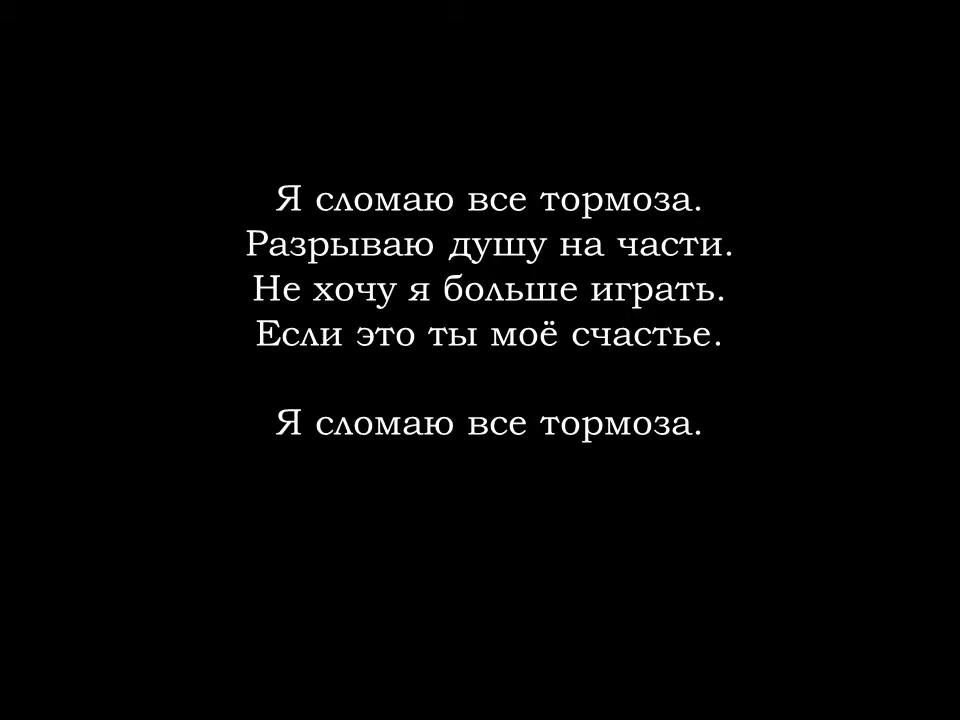 Я сломаю все тормоза.
Разрываю душу на части.
Не хочу я больше играть.
Если это ты моё счастье.
Я сломаю все тормоза.